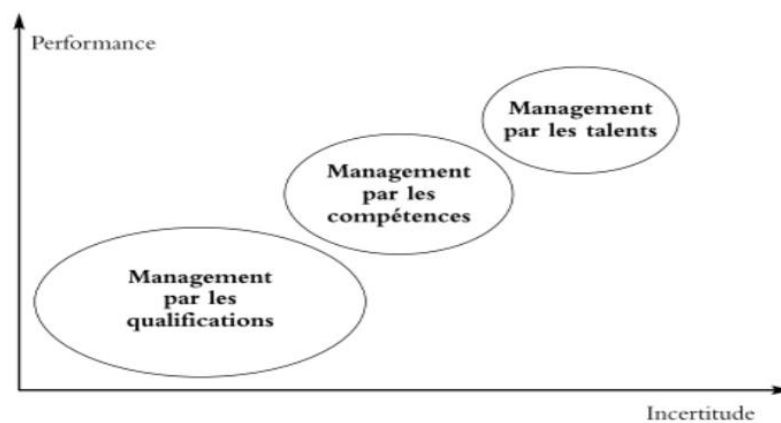 Performance
Management
par les talents
Management
par les
compétences
Management
par les
qualifications
Incertitude